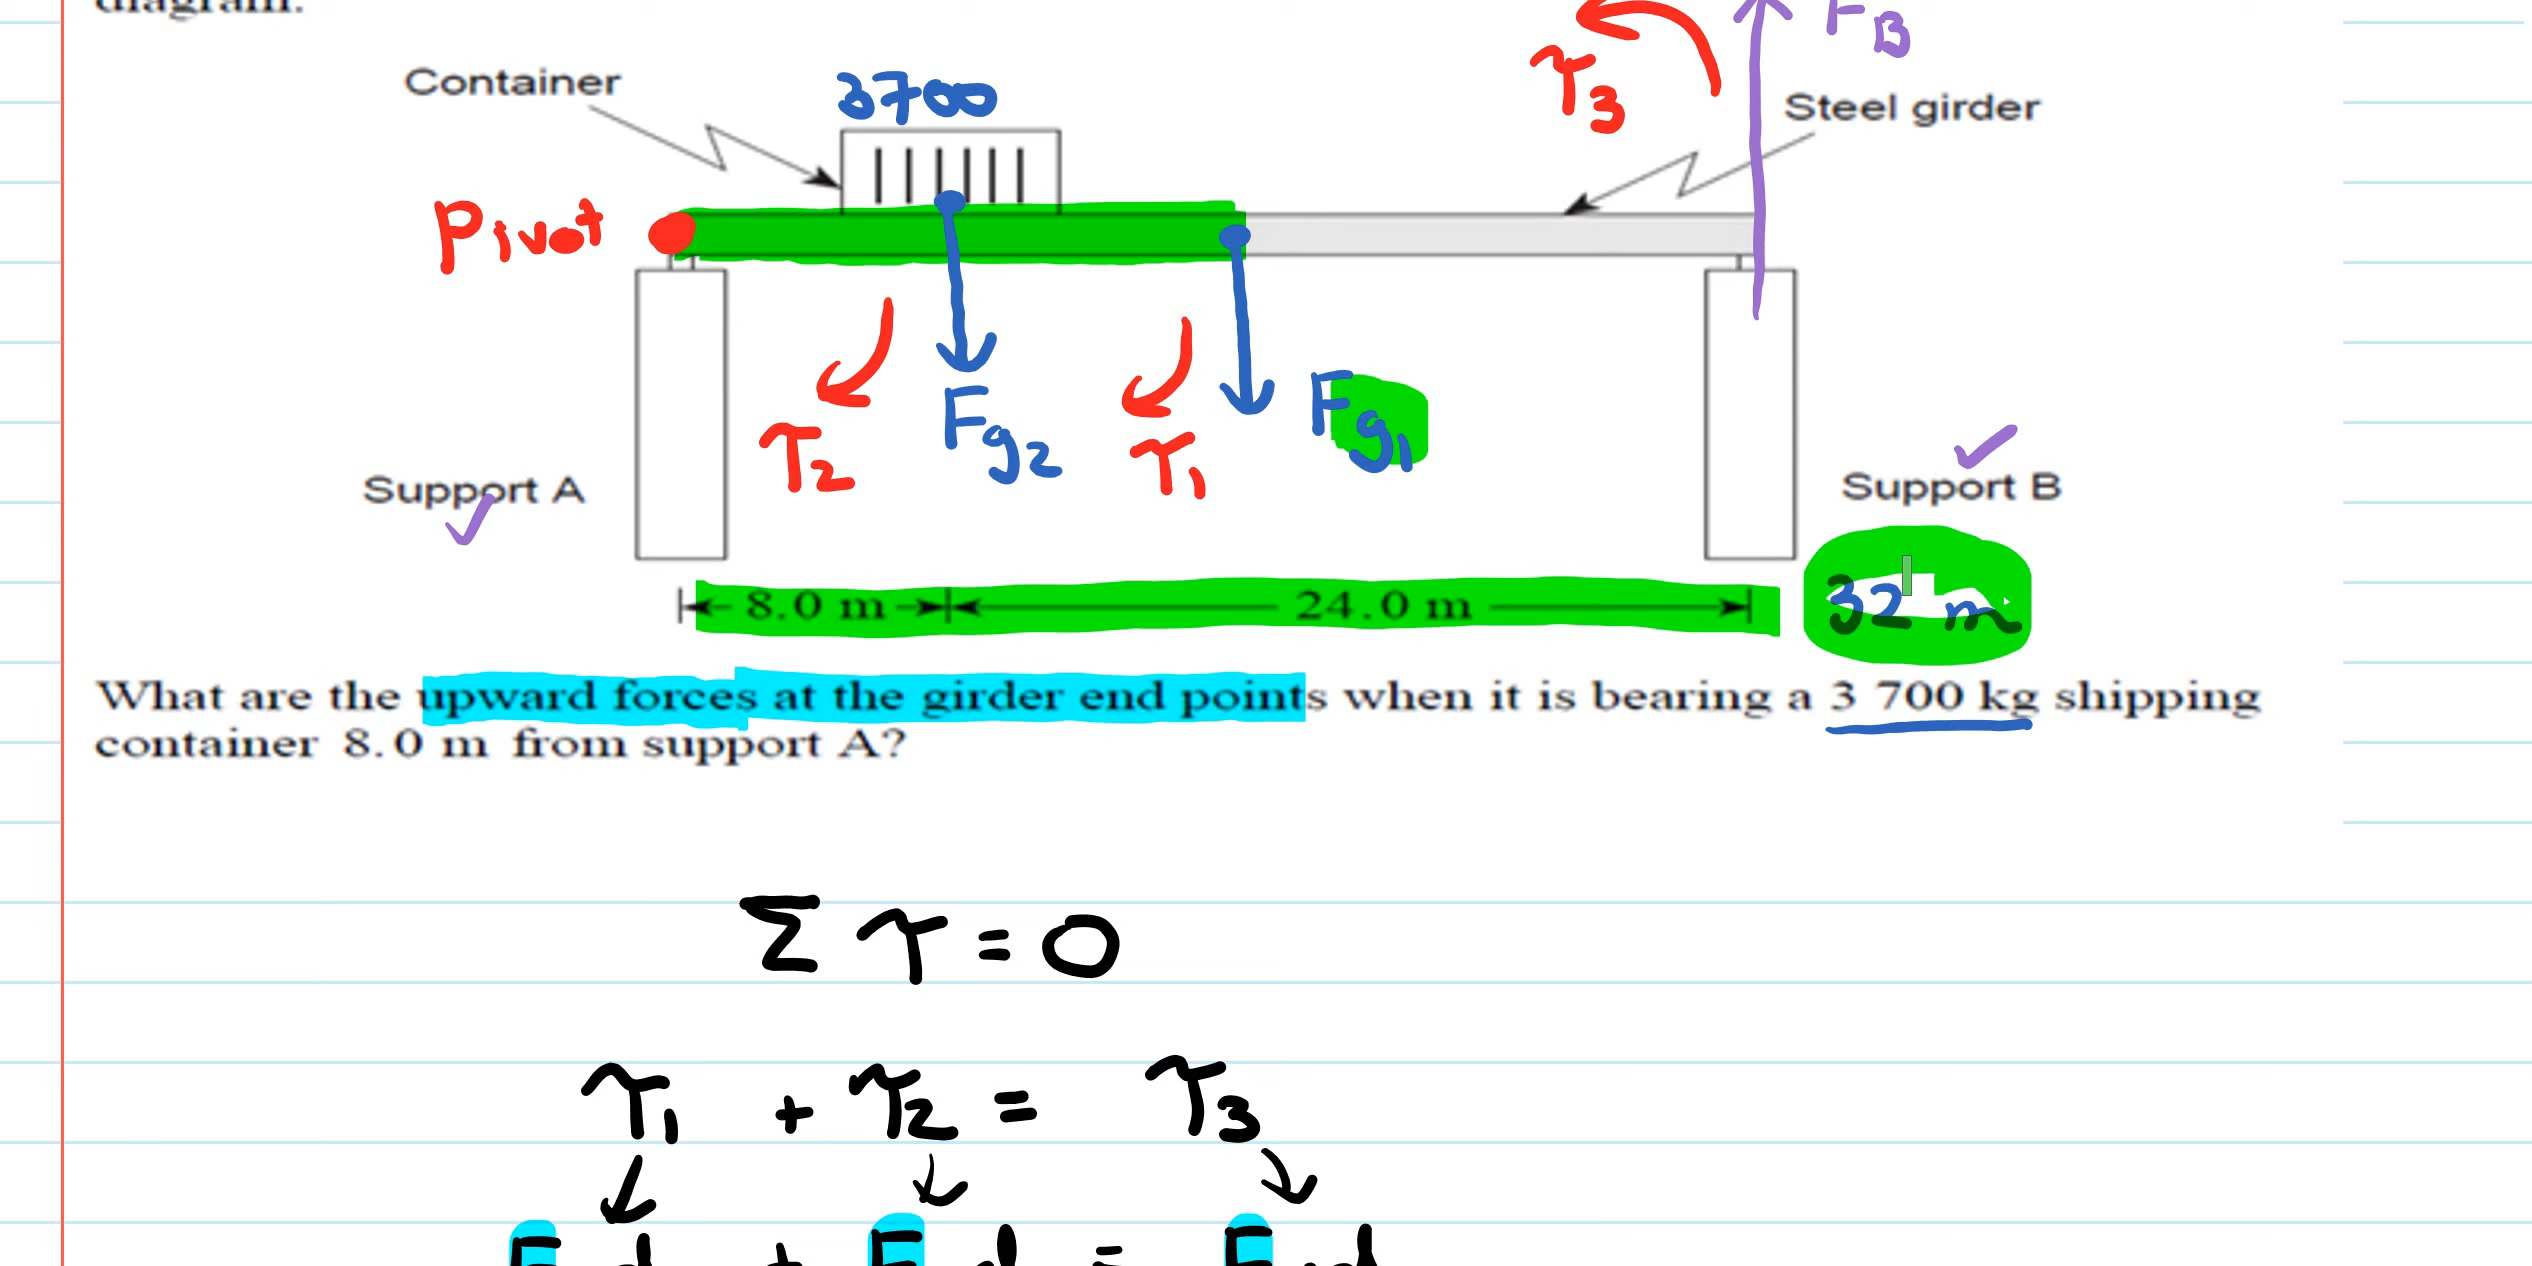 diagram.
F B
τ3
Container
3700
Steel girder
Pivot
Fg2
Fg1
τ2
τ1
Support A
Support B
8.0 m
24.0 m
32 m
What are the upward forces at the girder end points when it is bearing a 3 700 kg shipping
container 8.0 m from support A?
Σ τ = 0
τ1 + τ2 = τ3